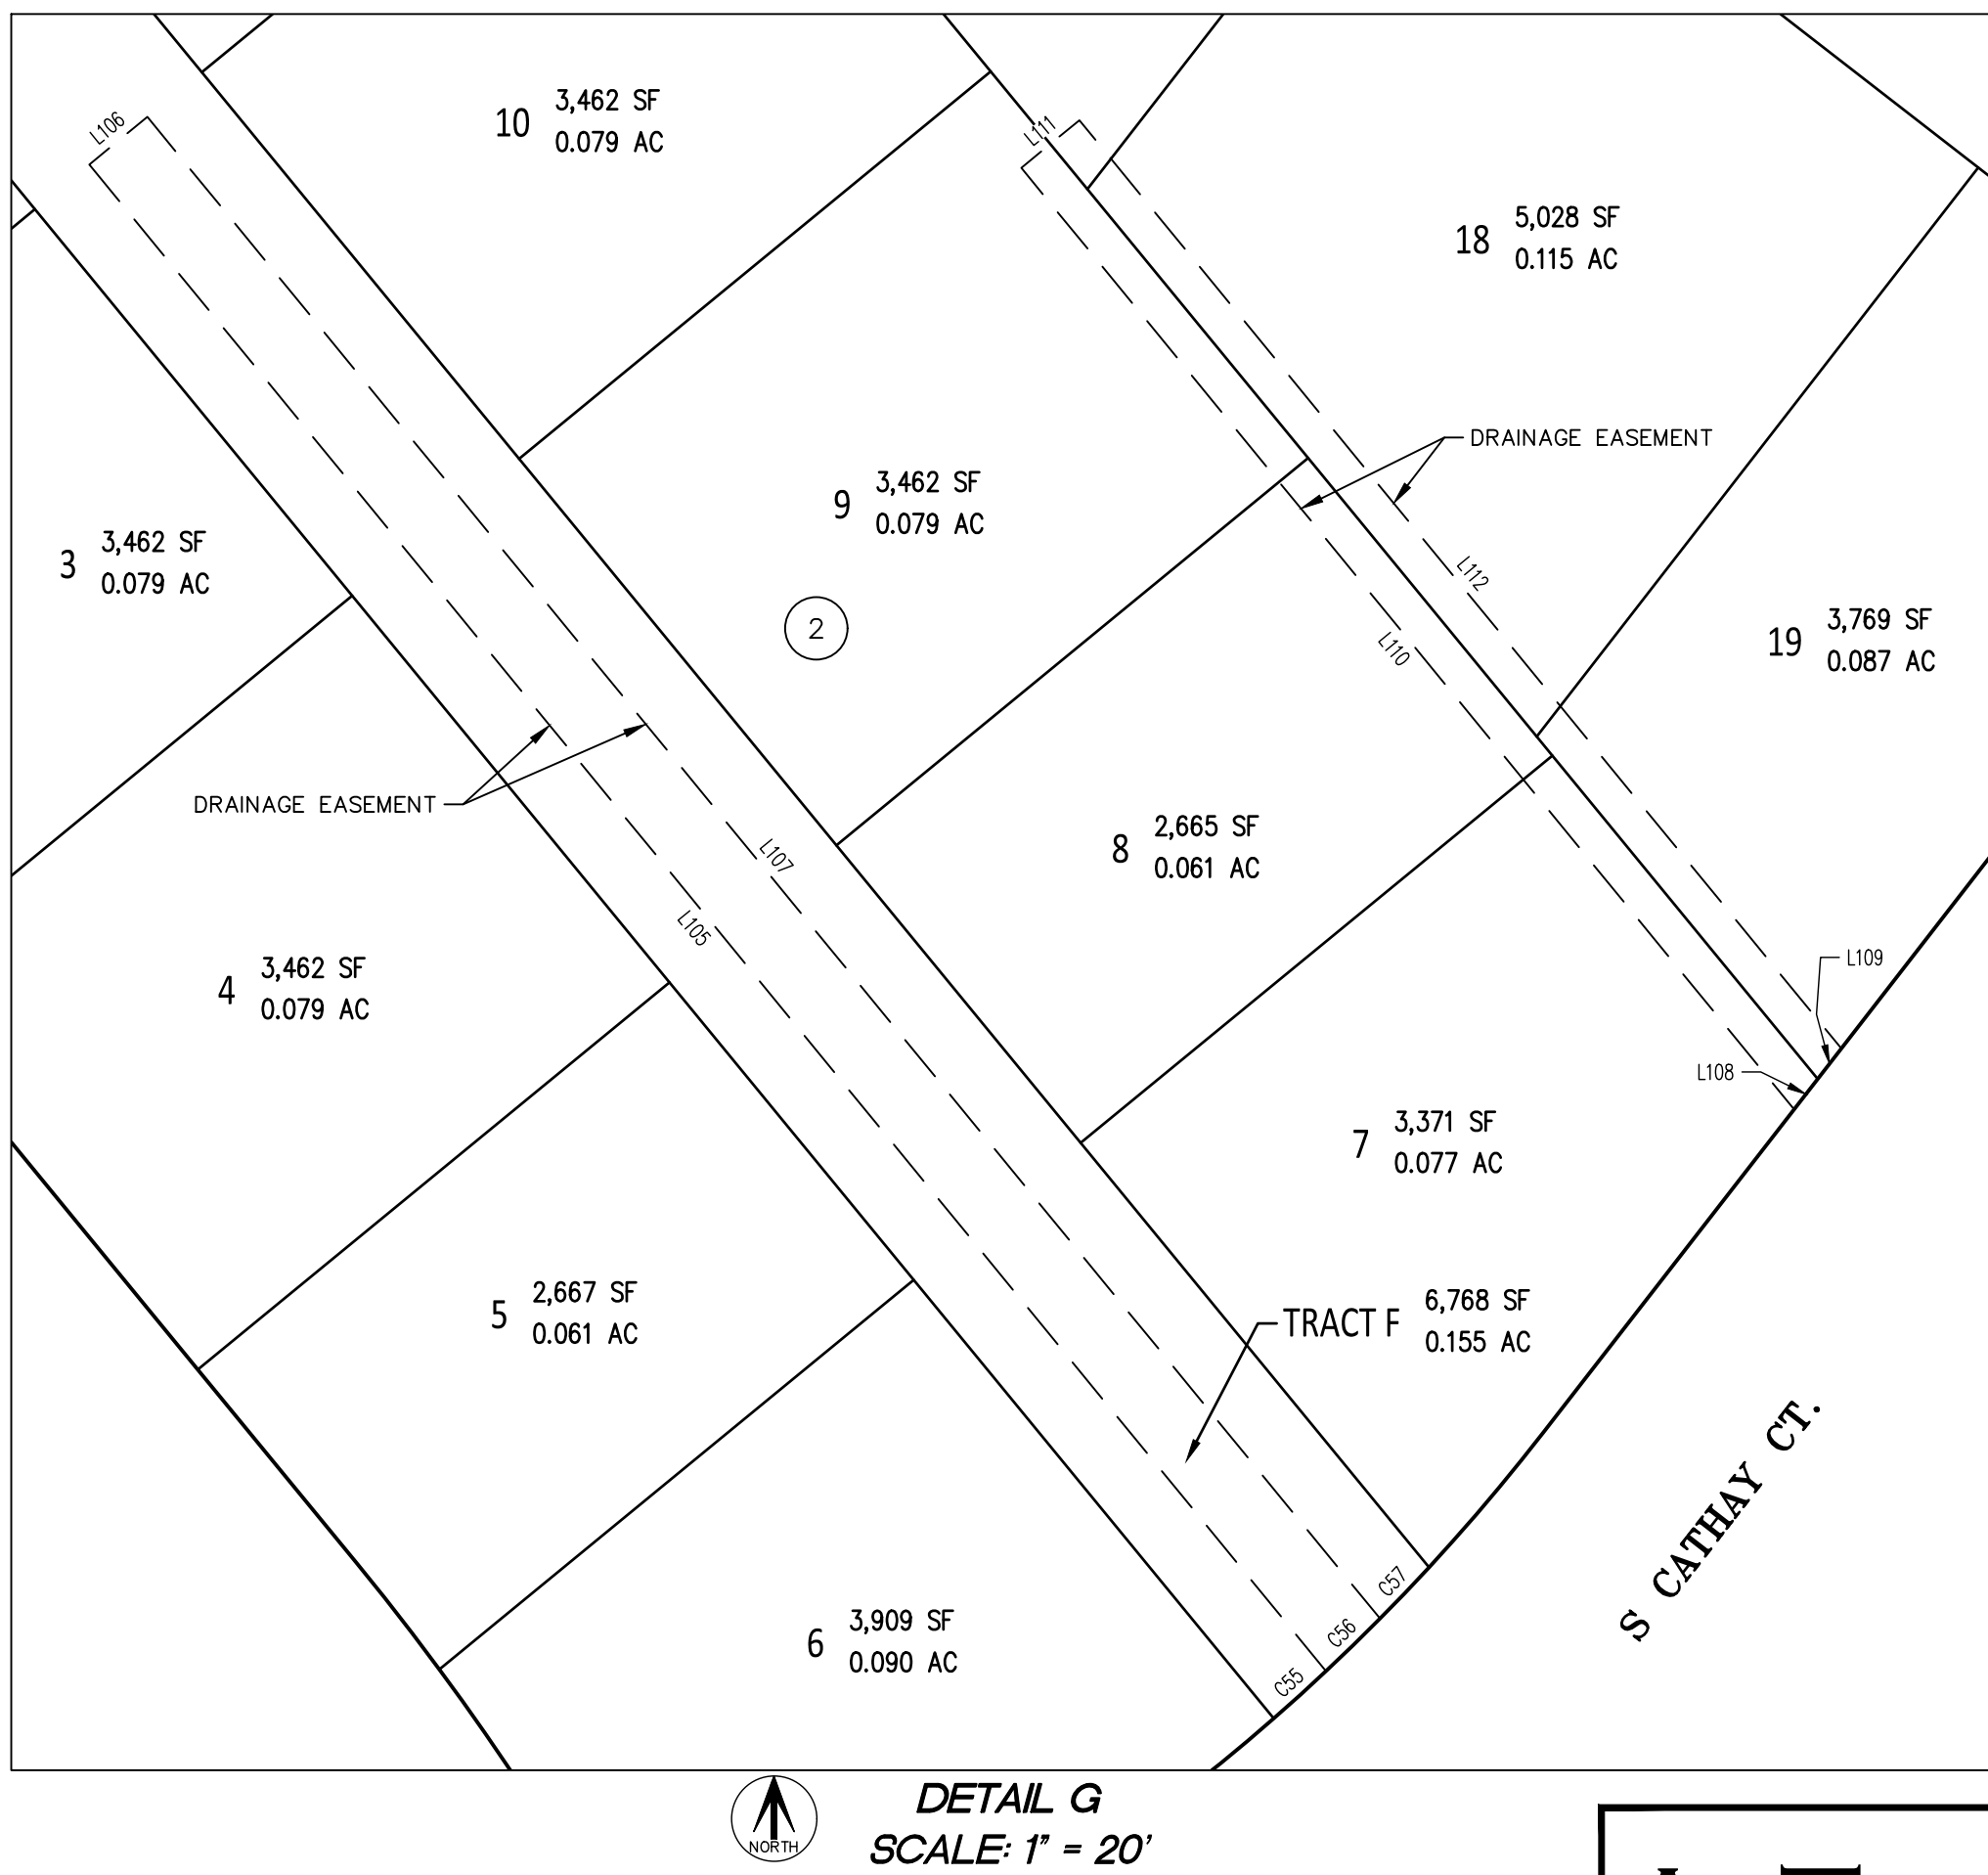 L106
10
3,462 SF
0.079 AC
L111
18
5,028 SF
0.115 AC
DRAINAGE EASEMENT
9
3,462 SF
0.079 AC
3
3,462 SF
0.079 AC
L112
2
L110
19
3,769 SF
0.087 AC
DRAINAGE EASEMENT
L107
8
2,665 SF
0.061 AC
L105
4
3,462 SF
0.079 AC
L109
L108
7
3,371 SF
0.077 AC
5
2,667 SF
0.061 AC
TRACT F
6,768 SF
0.155 AC
S CATHAY CT.
6
3,909 SF
0.090 AC
C57
C56
C55
NORTH
DETAIL G
SCALE: 1" = 20'